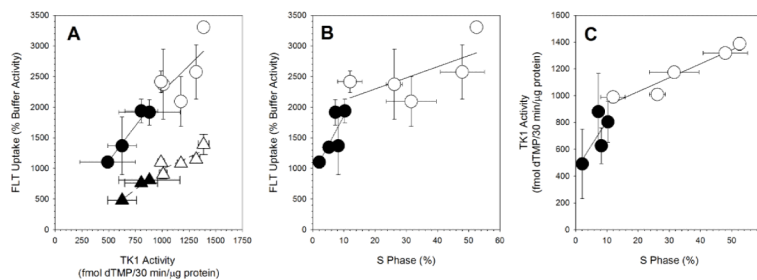 A
FLT Uptake (% Buffer Activity)
3500
3000
2500
2000
1500
1000
500
0
0 250 500 750 1000 1250 1500 1750
TK1 Activity
(fmol dTMP/30 min/µg protein)
B
FLT Uptake (% Buffer Activity)
3500
3000
2500
2000
1500
1000
500
0
0 10 20 30 40 50 60
S Phase (%)
C
TK1 Activity
(fmol dTMP/30 min/µg protein)
1600
1400
1200
1000
800
600
400
200
0
0 10 20 30 40 50
S Phase (%)